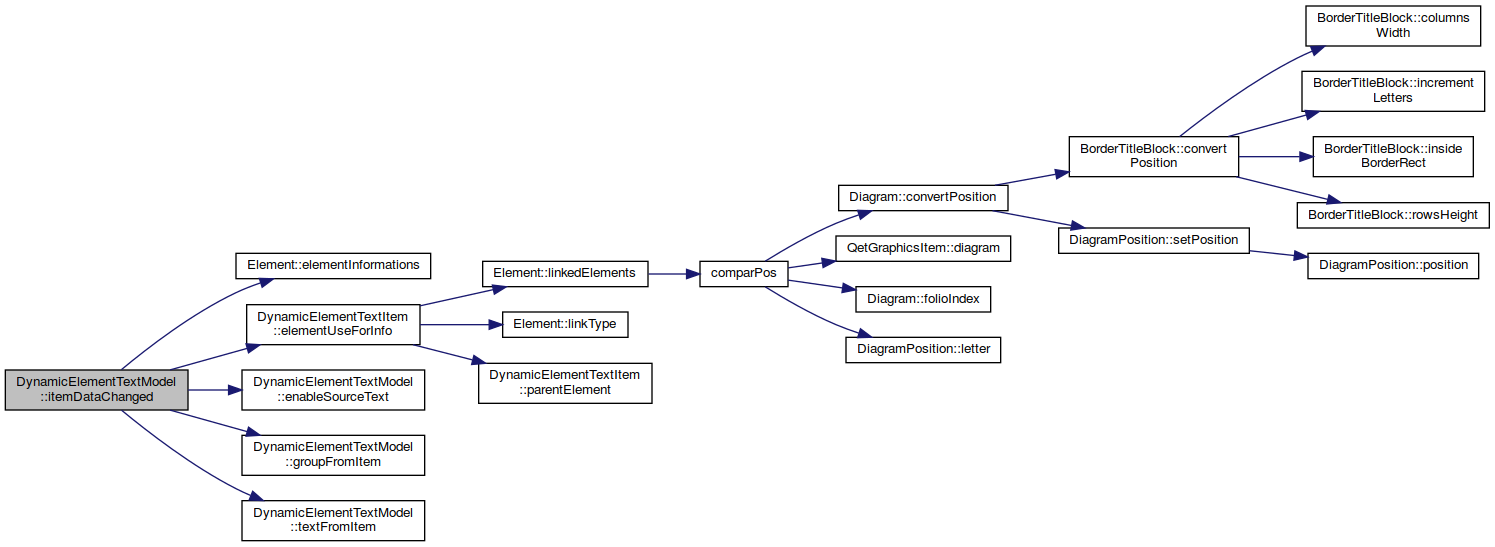 BorderTitleBlock::columns
Width
BorderTitleBlock::increment
Letters
BorderTitleBlock::convert
Position
BorderTitleBlock::inside
BorderRect
Diagram::convertPosition
BorderTitleBlock::rowsHeight
QetGraphicsItem::diagram
DiagramPosition::setPosition
Element::elementInformations
Element::linkedElements
comparPos
DiagramPosition::position
Diagram::folioIndex
DynamicElementTextItem
::elementUseForInfo
Element::linkType
DiagramPosition::letter
DynamicElementTextModel
::itemDataChanged
DynamicElementTextModel
::enableSourceText
DynamicElementTextItem
::parentElement
DynamicElementTextModel
::groupFromItem
DynamicElementTextModel
::textFromItem